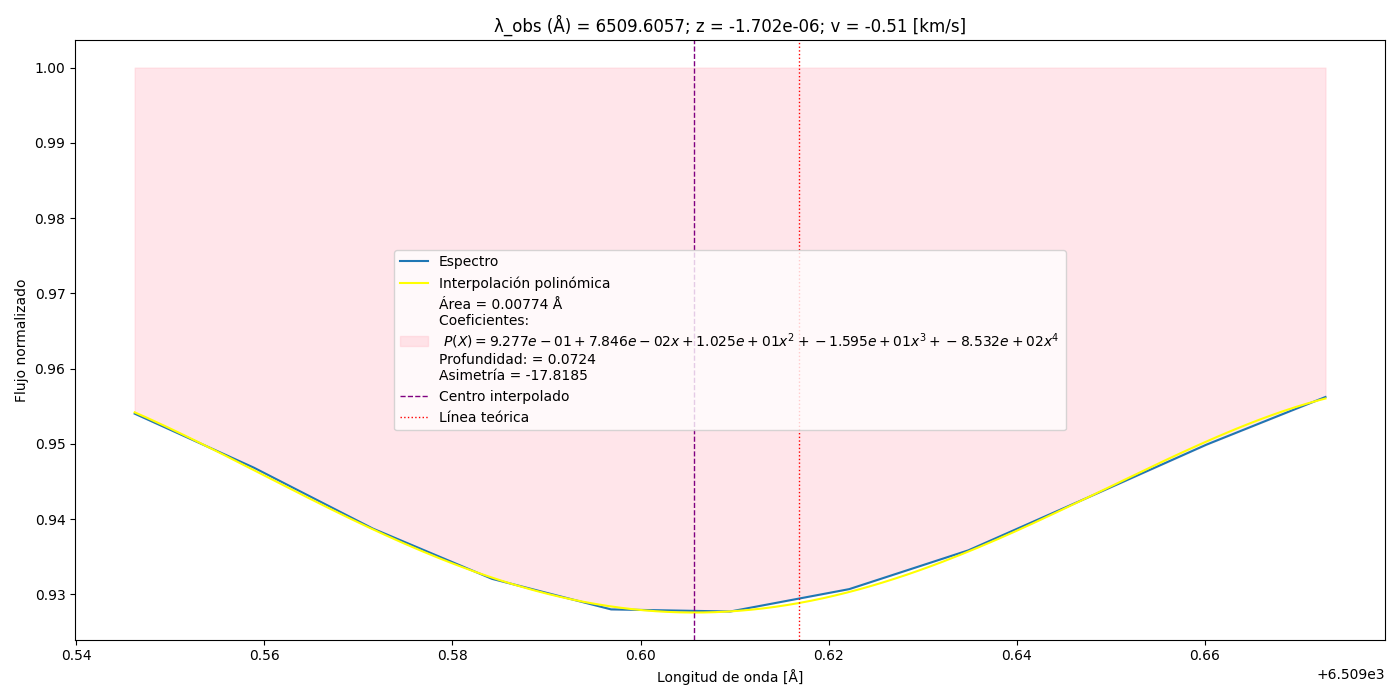 λ_obs (Å) = 6509.6057; z = -1.702e-06; v = -0.51 [km/s]
Flujo normalizado
1.00
0.99
0.98
0.97
0.96
0.95
0.94
0.93
Espectro
Interpolación polinómica
Área = 0.00774 Å
Coeficientes:
P(X) = 9.277e − 01 + 7.846e − 02x + 1.025e + 01x² + −1.595e + 01x³ + −8.532e + 02x⁴
Profundidad: = 0.0724
Asimetría = -17.8185
Centro interpolado
Línea teórica
0.54 0.56 0.58 0.60 0.62 0.64 0.66
+6.509e3
Longitud de onda [Å]